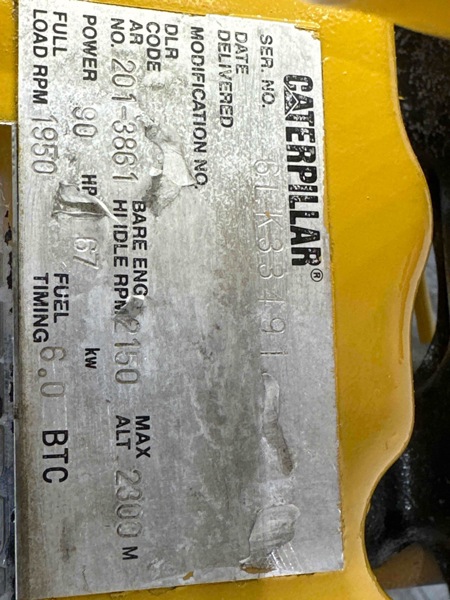 CATERPILLAR®
SER. NO. 6LK33491
DATE DELIVERED
MODIFICATION NO.
DLR CODE
AR NO. 201-3861 BARE ENG HI IDLE RPM 2150 MAX ALT 2300 M
POWER 90 HP 67 kw
FULL LOAD RPM 1950 FUEL TIMING 6.0 BTC